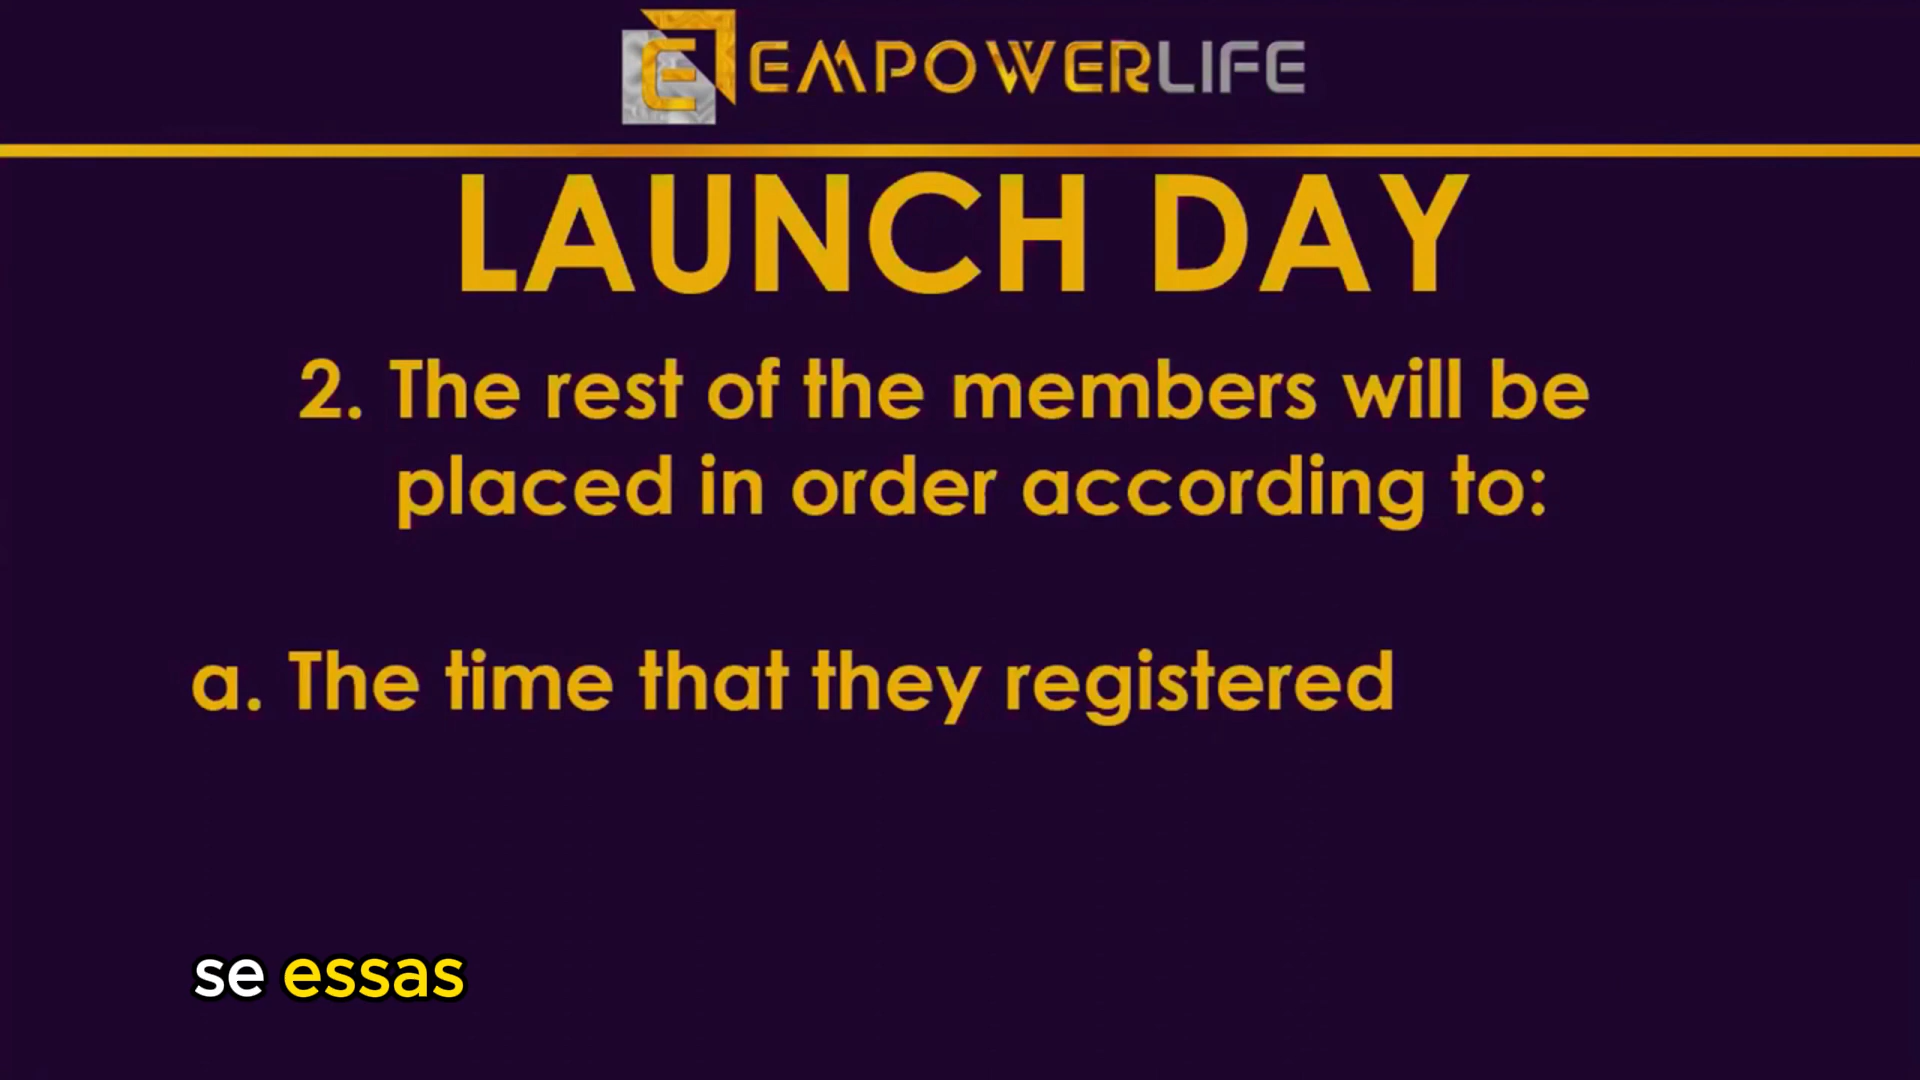 EMPOWERLIFE
LAUNCH DAY
2. The rest of the members will be
placed in order according to:
a. The time that they registered
se essas